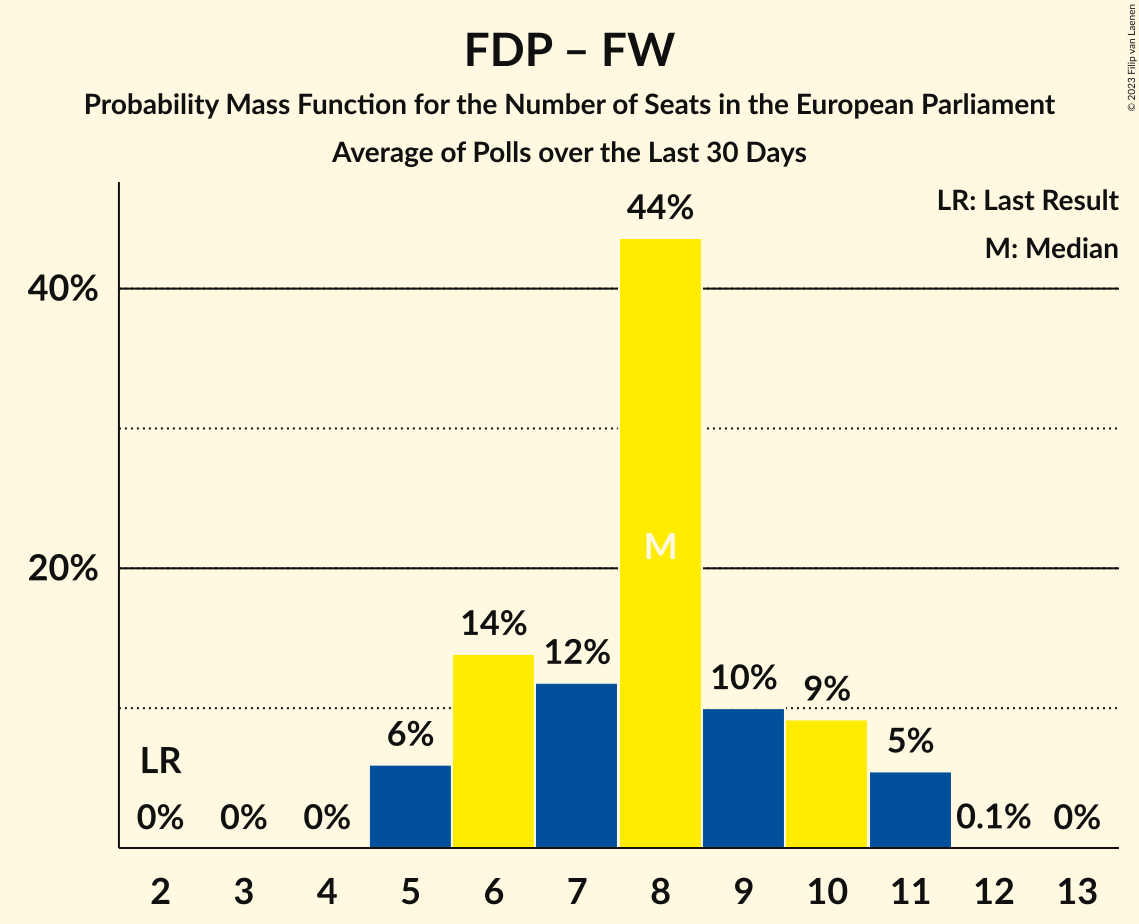 FDP – FW
Probability Mass Function for the Number of Seats in the European Parliament
Average of Polls over the Last 30 Days
© 2023 Filip van Laenen
LR: Last Result
M: Median
40%
20%
LR
M
0%
0%
0%
6%
14%
12%
44%
10%
9%
5%
0.1%
0%
2 3 4 5 6 7 8 9 10 11 12 13